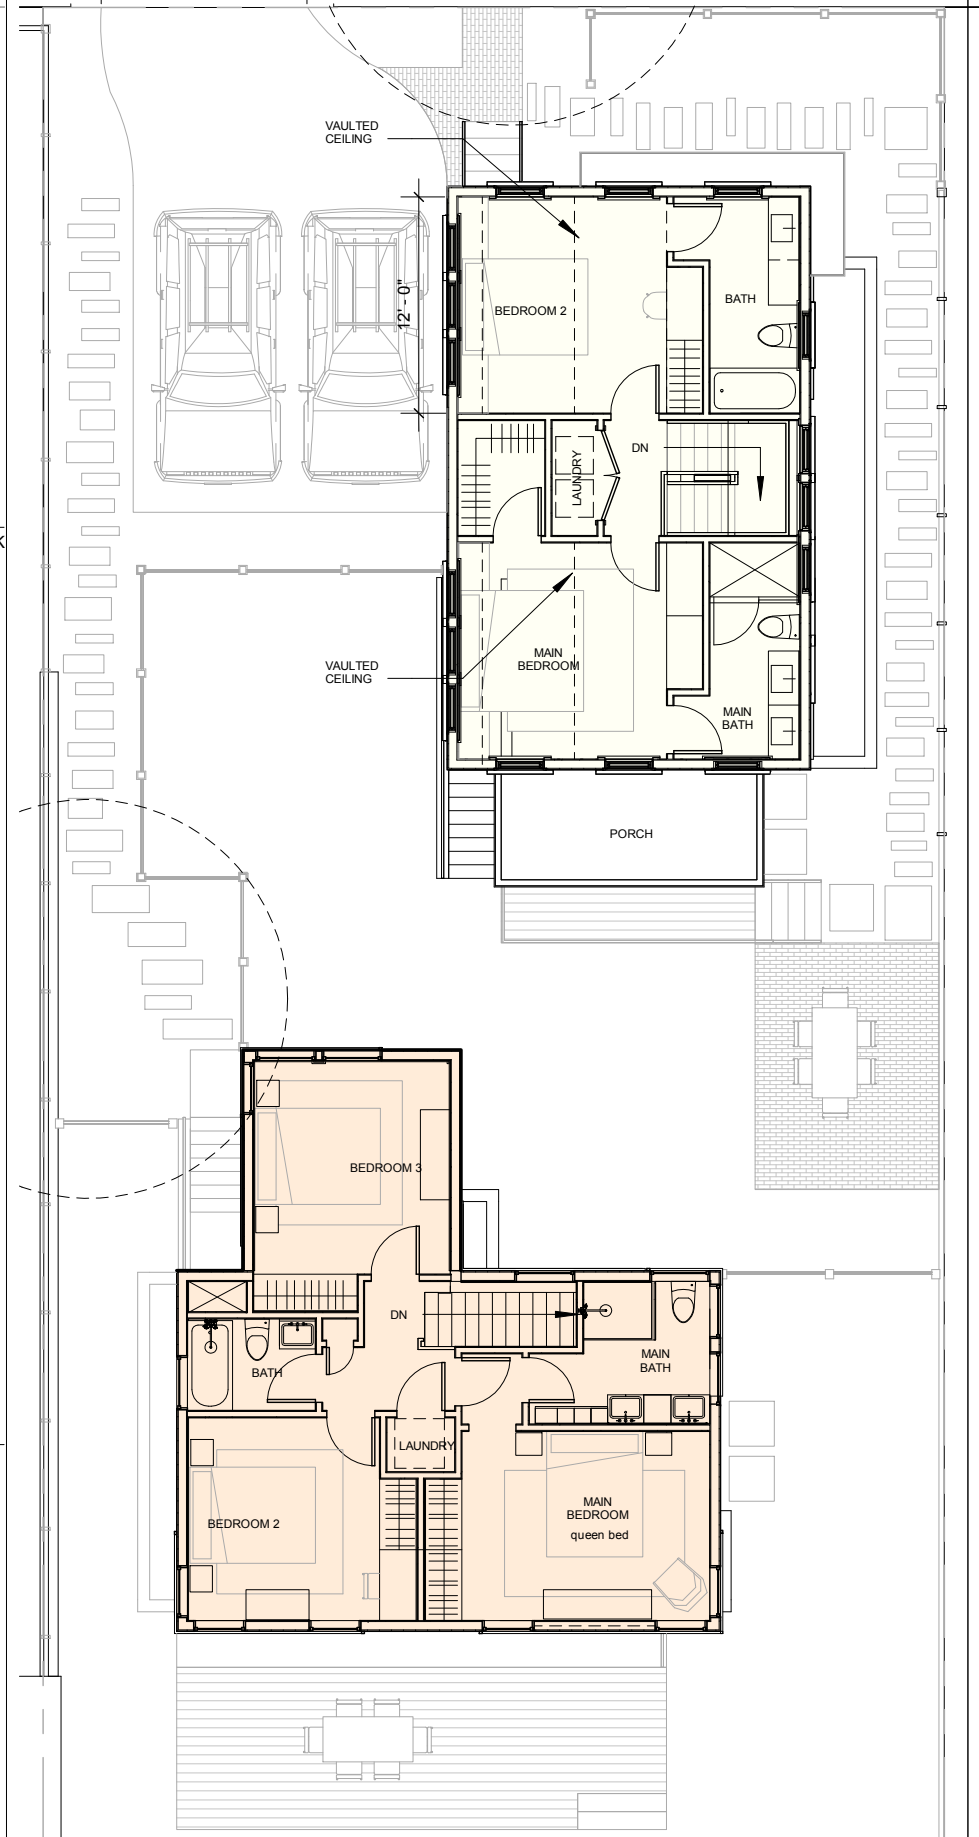 VAULTED
CEILING
12' - 0"
BEDROOM 2
BATH
DN
LAUNDRY
K
MAIN
BEDROOM
VAULTED
CEILING
MAIN
BATH
PORCH
BEDROOM 3
DN
MAIN
BATH
BATH
LAUNDRY
BEDROOM 2
MAIN
BEDROOM
queen bed